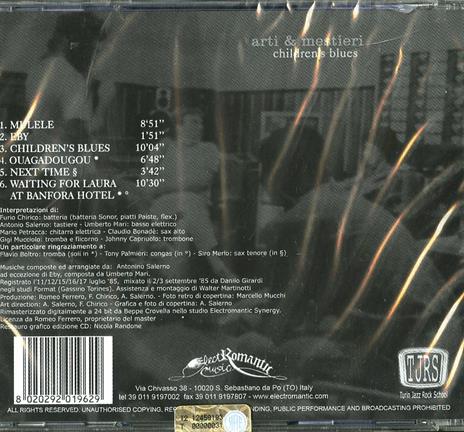 arti & mestieri
children's blues
1. MULELE 8'51''
2. EBY 1'51''
3. CHILDREN'S BLUES 10'04''
4. OUAGADOUGOU * 6'48''
5. NEXT TIME § 3'42''
6. WAITING FOR LAURA 10'30''
AT BANFORA HOTEL * °
Interpretazioni di:
Furio Chirico: batteria (batteria Sonor, piatti Paiste, flex.)
Antonino Salerno: tastiere - Umberto Mari: basso elettrico
Mario Petracca: chitarra elettrica - Claudio Bonadè: sax alto
Gigi Mucciolo: tromba e flicorno - Johnny Capriuolo: trombone
Un particolare ringraziamento a:
Flavio Boltro: tromba (soli in *) - Tony Palmieri: congas (in °) - Siro Merlo: sax tenore (in §)
Musiche composte ed arrangiate da: Antonino Salerno
ad eccezione di Eby, composta da Umberto Mari.
Registrato l'11/12/15/16/17 luglio '85, mixato il 2/3 settembre '85 da Danilo Girardi
negli studi Format (Gassino Torines). Assistenza e montaggio di Walter Martinotti
Produzione: Romeo Ferrero, F. Chirico, A. Salerno - Foto retro di copertina: Marcello Mucchi
Art direction: A. Salerno, F. Chirico - Grafica e foto di copertina: A. Salerno
Rimasterizzato digitalmente a 24 bit da Beppe Crovella nello studio Electromantic Synergy.
Licenza da Romeo Ferrero, proprietario del master
Restauro grafico edizione CD: Nicola Randone
Electromantic
music
TJRS
Turin Jazz Rock School
8 020292 019629
Via Chivasso 38 - 10020 S. Sebastiano da Po (TO) Italy
tel 39 011 9197002 fax 39 011 9197807 - www.electromantic.com
ALL RIGHTS RESERVED: UNAUTHORISED COPYING, PUBLIC PERFORMANCE AND BROADCASTING PROHIBITED
00000031